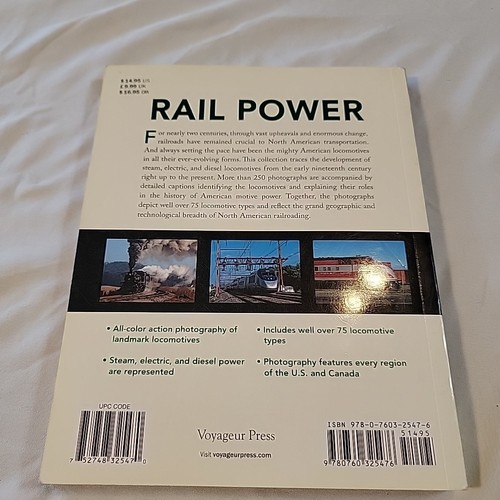 $14.95 US
£9.99 UK
$18.95 CAN
RAIL POWER
For nearly two centuries, through vast upheavals and enormous change,
railroads have remained crucial to North American transportation.
And always setting the pace have been the mighty American locomotives
in all their ever-evolving forms. This collection traces the development of
steam, electric, and diesel locomotives from the early nineteenth century
right up to the present. More than 250 photographs are accompanied by
detailed captions identifying the locomotives and explaining their roles
in the history of American motive power. Together, the photographs
depict well over 75 locomotive types and reflect the grand geographic and
technological breadth of North American railroading.
• All-color action photography of
landmark locomotives
• Steam, electric, and diesel power
are represented
• Includes well over 75 locomotive
types
• Photography features every region
of the U.S. and Canada
UPC CODE
7 52748 32547 0
Voyageur Press
Visit voyageurpress.com
ISBN 978-0-7603-2547-6
51495
9 780760 325476